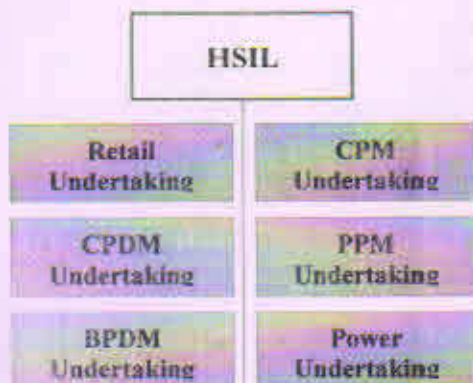 HSIL
Retail
Undertaking
CPM
Undertaking
CPDM
Undertaking
PPM
Undertaking
BPDM
Undertaking
Power
Undertaking